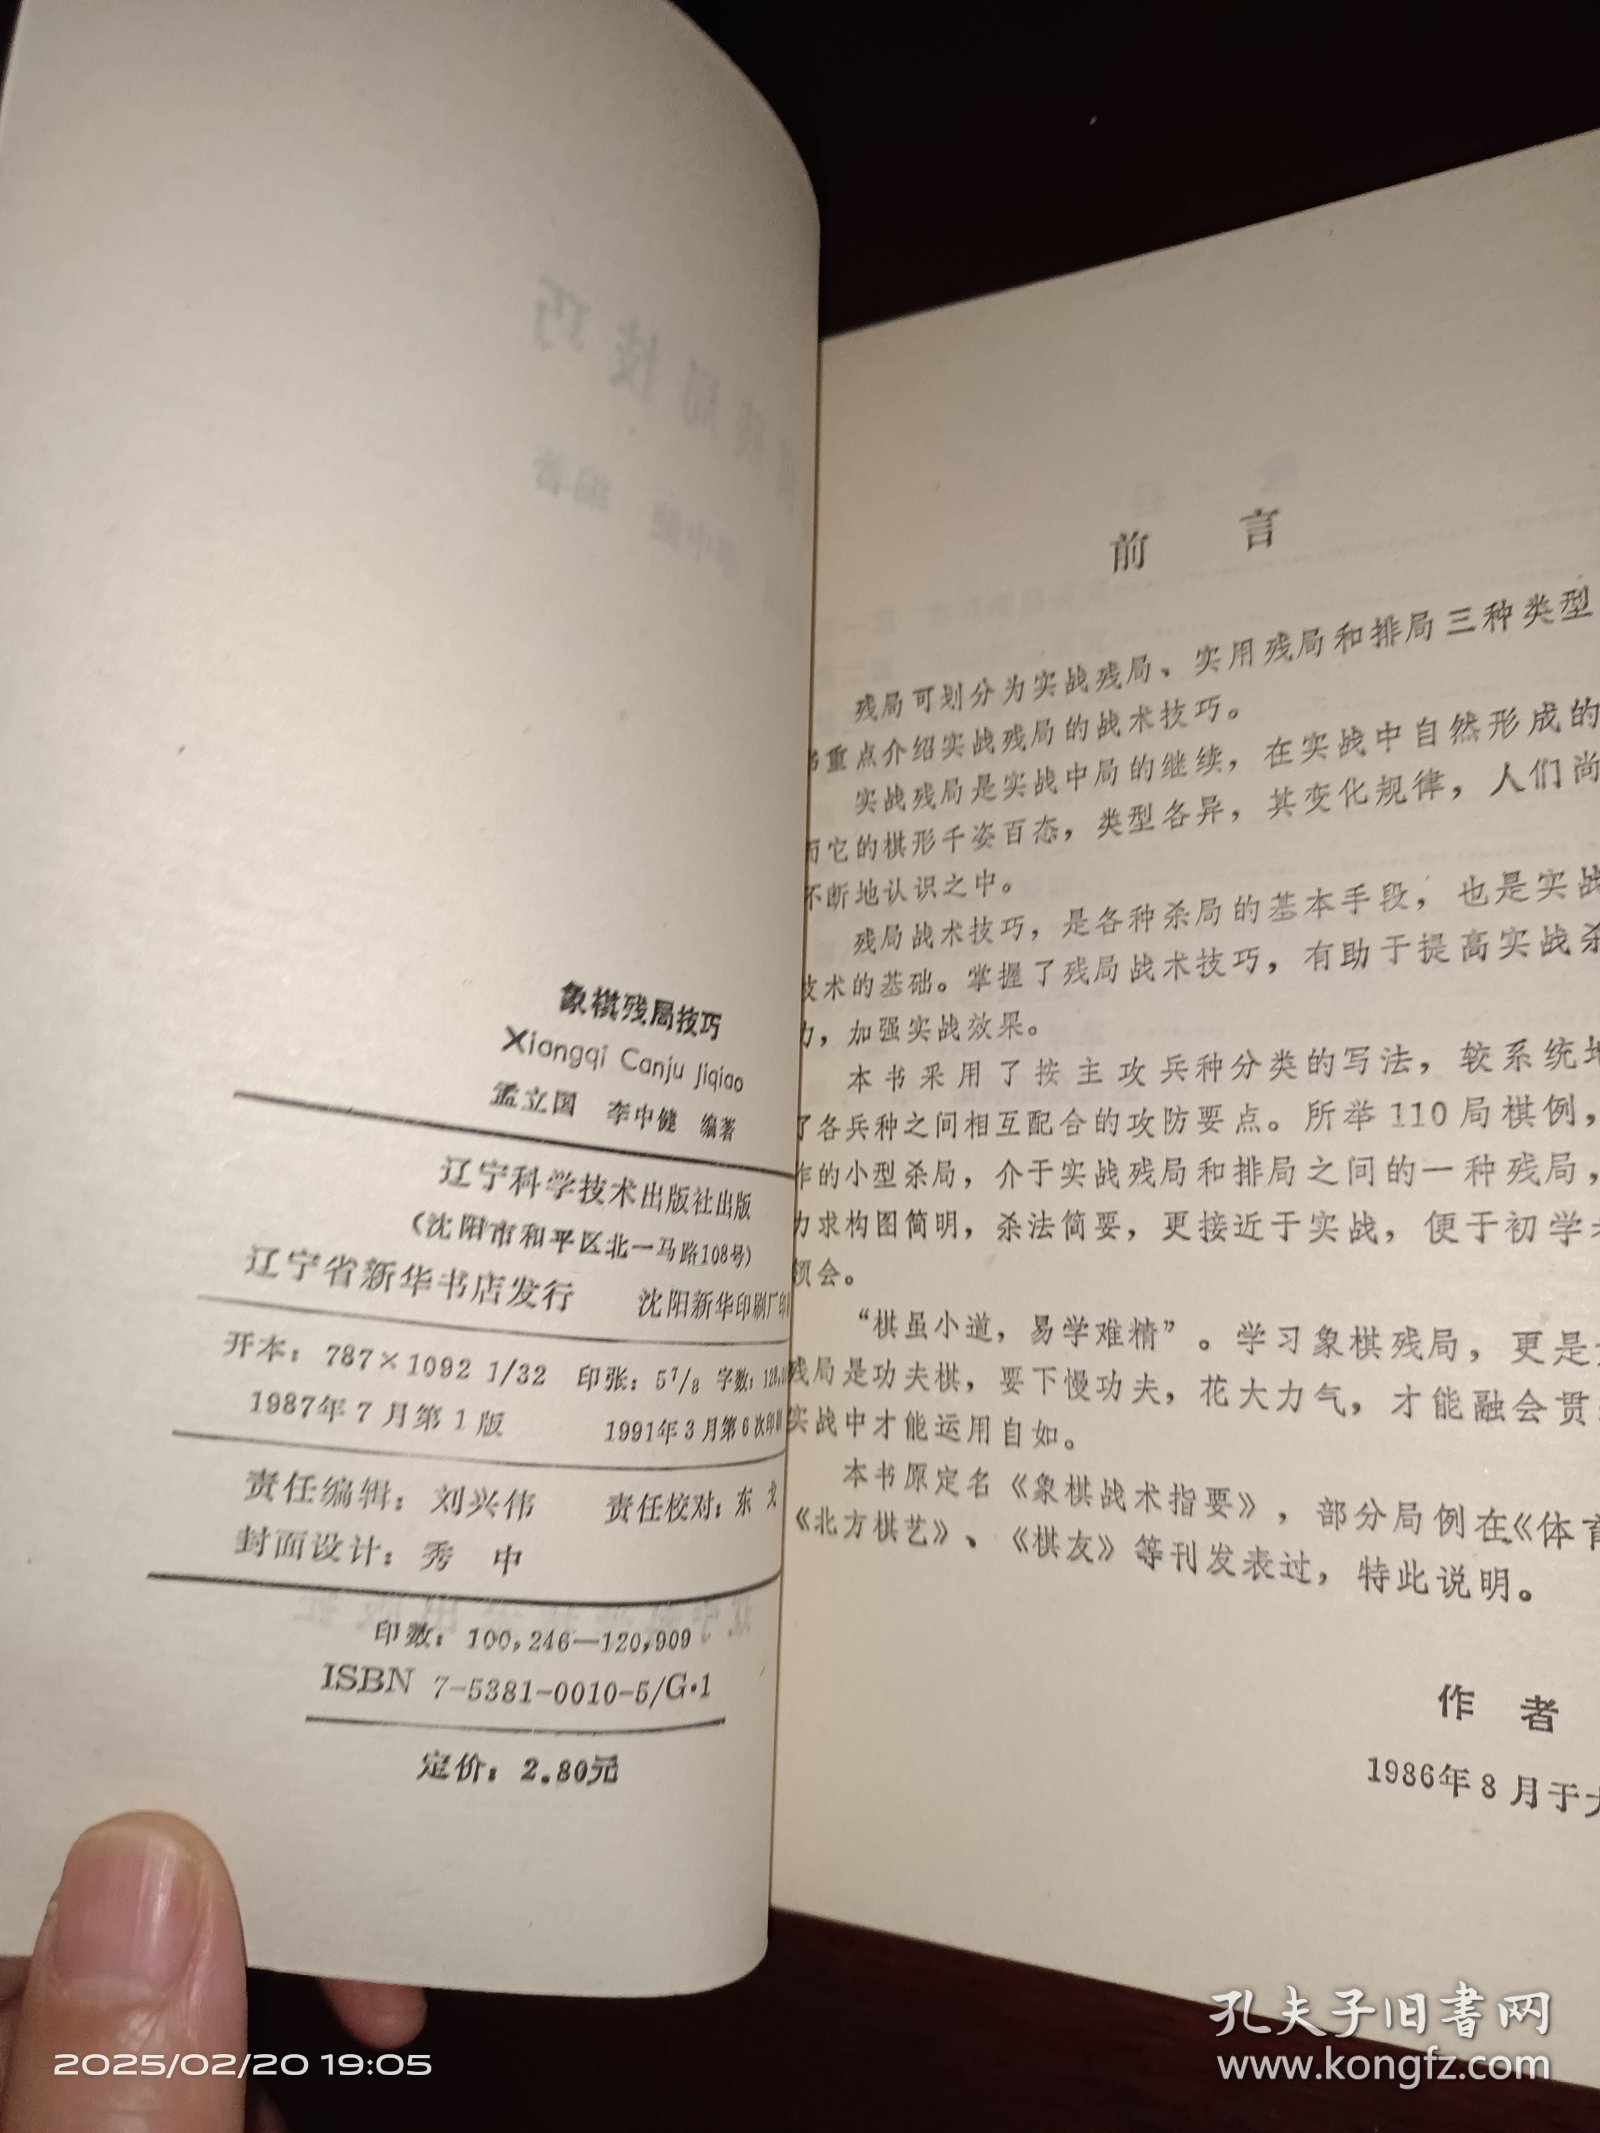 象棋残局技巧
Xiangqi Canju Jiqiao
孟立国 李中健 编著
辽宁科学技术出版社出版
(沈阳市和平区北一马路108号)
辽宁省新华书店发行 沈阳新华印刷厂印
开本：787×1092 1/32 印张：5⅞ 字数：
1987年7月第1版 1991年3月第6次印
责任编辑：刘兴伟 责任校对：东 戈
封面设计：秀 中
印数：100,246—120,909
ISBN 7-5381-0010-5/G·1
定价：2.80元
前 言
残局可划分为实战残局、实用残局和排局三种类型
重点介绍实战残局的战术技巧。
实战残局是实战中局的继续，在实战中自然形成的
而它的棋形千姿百态，类型各异，其变化规律，人们尚
不断地认识之中。
残局战术技巧，是各种杀局的基本手段，也是实战
技术的基础。掌握了残局战术技巧，有助于提高实战杀
力，加强实战效果。
本书采用了按主攻兵种分类的写法，较系统地
了各兵种之间相互配合的攻防要点。所举110局棋例，
作的小型杀局，介于实战残局和排局之间的一种残局，
力求构图简明，杀法简要，更接近于实战，便于初学者
领会。
“棋虽小道，易学难精”。学习象棋残局，更是
残局是功夫棋，要下慢功夫，花大力气，才能融会贯
实战中才能运用自如。
本书原定名《象棋战术指要》，部分局例在《体育
《北方棋艺》、《棋友》等刊发表过，特此说明。
作 者
1986年8月于大
2025/02/20 19:05
孔夫子旧书网
www.kongfz.com